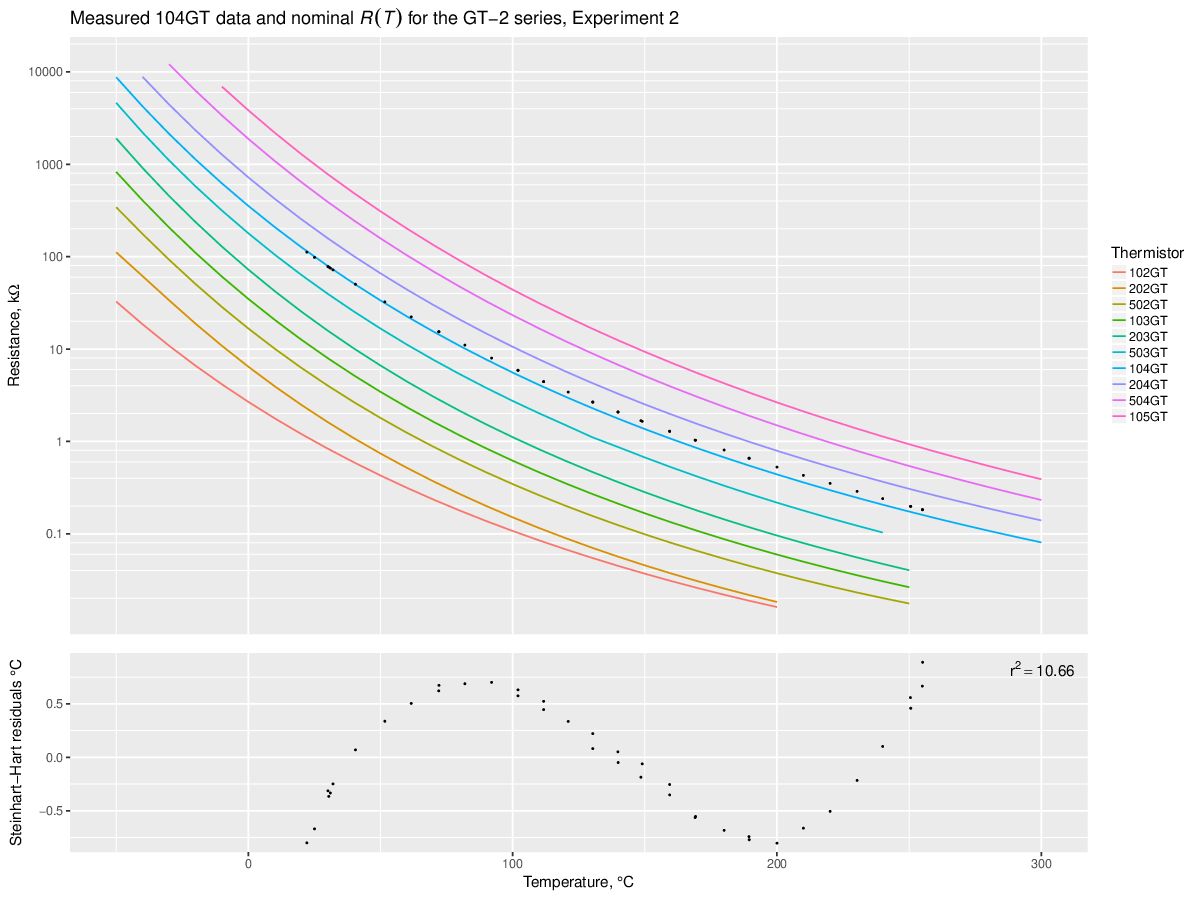 Measured 104GT data and nominal R(T) for the GT−2 series, Experiment 2
Resistance, kΩ
10000
1000
100
10
1
0.1
Thermistor
102GT
202GT
502GT
103GT
203GT
503GT
104GT
204GT
504GT
105GT
Steinhart−Hart residuals °C
0.5
0.0
−0.5
r² = 10.66
0 100 200 300
Temperature, °C